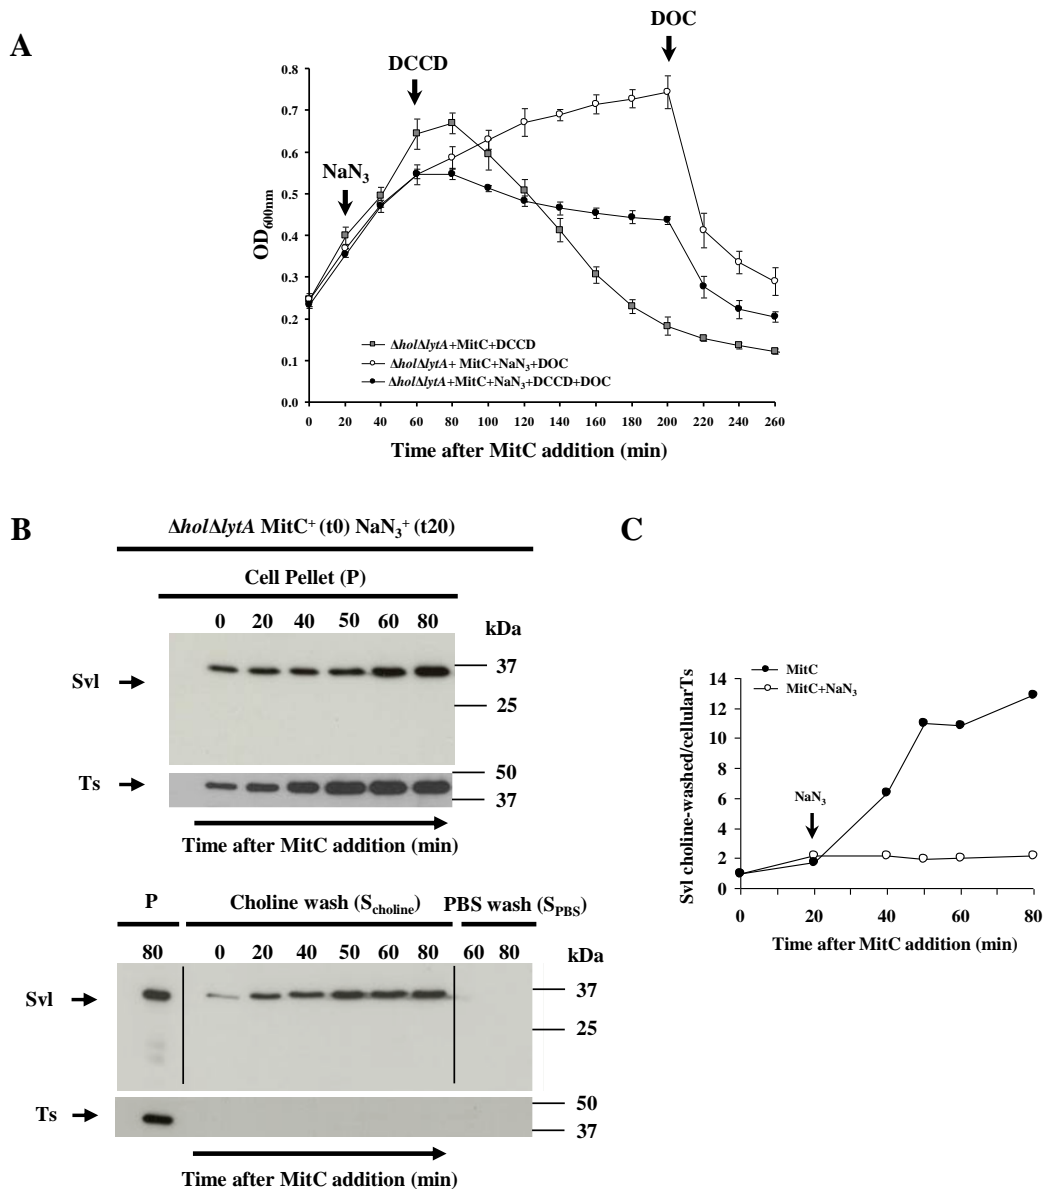 A
DOC
DCCD
NaN₃
0.8
0.7
0.6
0.5
0.4
0.3
0.2
0.1
0.0
OD600nm
ΔholΔlytA+MitC+DCCD
ΔholΔlytA+ MitC+NaN₃+DOC
ΔholΔlytA+MitC+NaN₃+DCCD+DOC
0 20 40 60 80 100 120 140 160 180 200 220 240 260
Time after MitC addition (min)
B
ΔholΔlytA MitC⁺ (t0) NaN₃⁺ (t20)
Cell Pellet (P)
0 20 40 50 60 80
kDa
Svl
37
25
Ts
50
37
Time after MitC addition (min)
P Choline wash (Scholine) PBS wash (SPBS)
80 0 20 40 50 60 80 60 80
kDa
Svl
37
25
Ts
50
37
Time after MitC addition (min)
C
MitC
MitC+NaN₃
Svl choline-washed/cellularTs
14
12
10
8
6
4
2
0
NaN₃
0 20 40 60 80
Time after MitC addition (min)